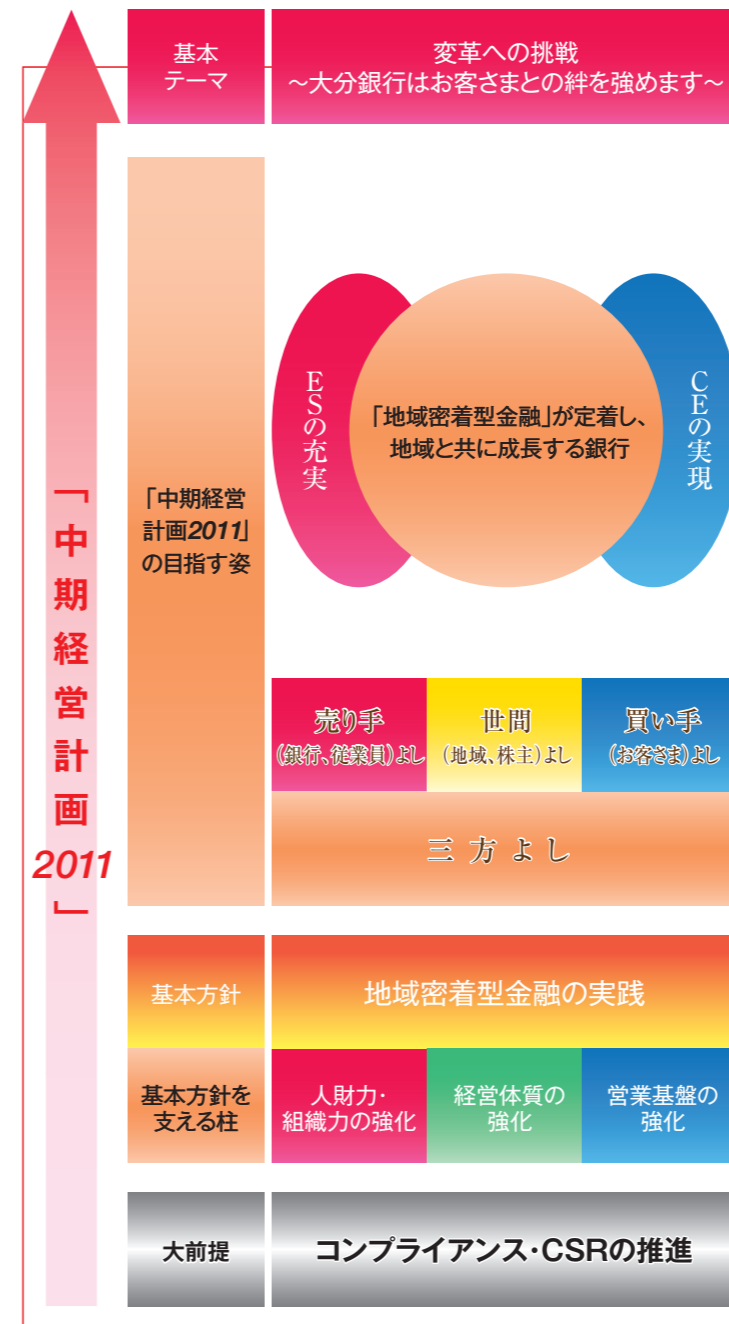 「中期経営計画2011」
基本
テーマ
変革への挑戦
～大分銀行はお客さまとの絆を強めます～
「中期経営
計画2011」
の目指す姿
ESの充実
「地域密着型金融」が定着し、
地域と共に成長する銀行
CEの実現
売り手
(銀行、従業員)よし
世間
(地域、株主)よし
買い手
(お客さま)よし
三方よし
基本方針
地域密着型金融の実践
基本方針を
支える柱
人財力・
組織力の強化
経営体質の
強化
営業基盤の
強化
大前提
コンプライアンス・CSRの推進